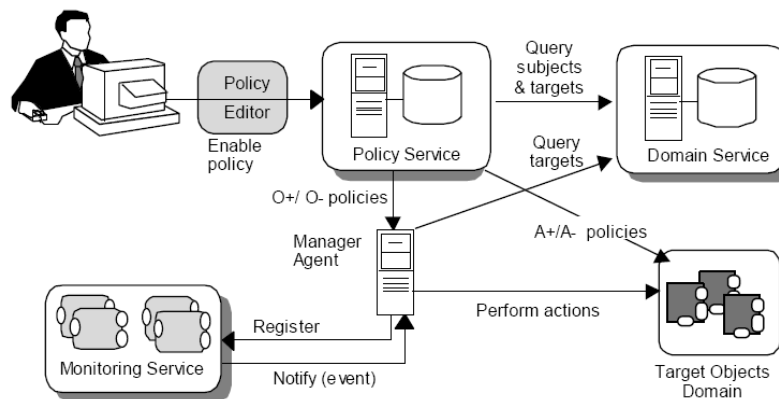 Policy
Editor
Enable
policy
Policy Service
Query
subjects
& targets
Query
targets
Domain Service
O+/ O- policies
A+/A- policies
Manager
Agent
Register
Perform actions
Monitoring Service
Notify (event)
Target Objects
Domain